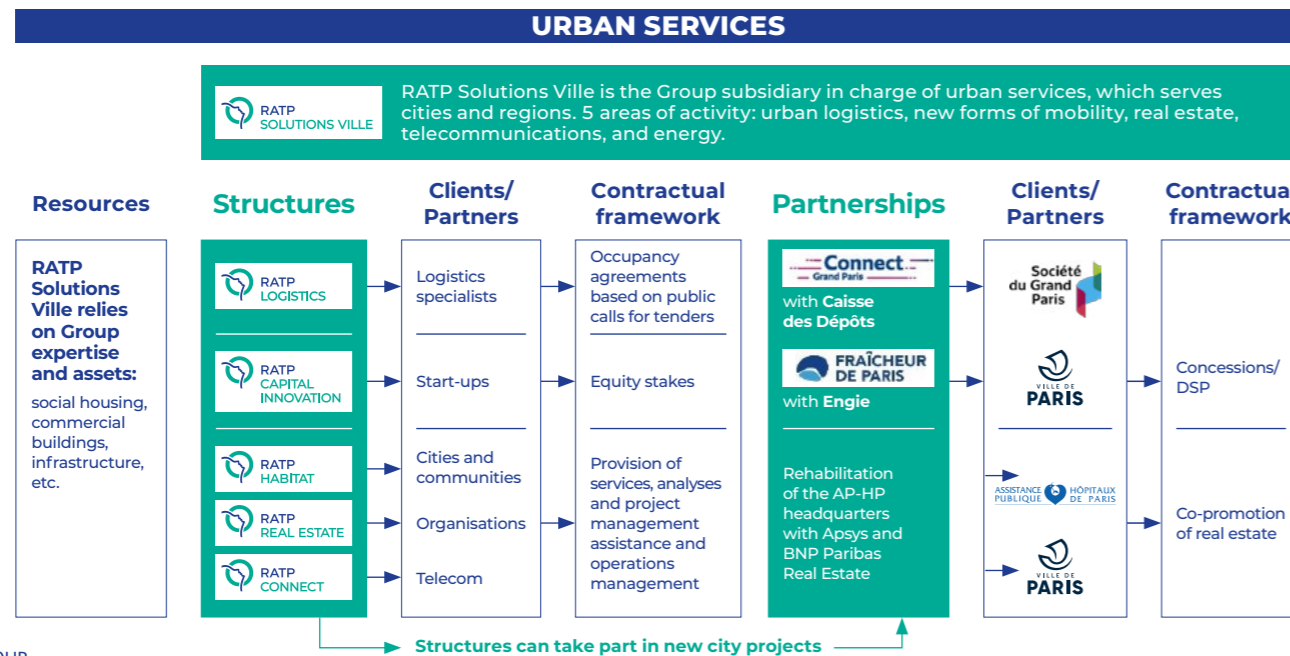 URBAN SERVICES
RATP
SOLUTIONS VILLE
RATP Solutions Ville is the Group subsidiary in charge of urban services, which serves
cities and regions. 5 areas of activity: urban logistics, new forms of mobility, real estate,
telecommunications, and energy.
Resources
Structures
Clients/
Partners
Contractual
framework
Partnerships
Clients/
Partners
Contractual
framework
RATP
Solutions
Ville relies
on Group
expertise
and assets:
social housing,
commercial
buildings,
infrastructure,
etc.
RATP
LOGISTICS
RATP
CAPITAL
INNOVATION
RATP
HABITAT
RATP
REAL ESTATE
RATP
CONNECT
Logistics
specialists
Start-ups
Cities and
communities
Organisations
Telecom
Occupancy
agreements
based on public
calls for tenders
Equity stakes
Provision of
services, analyses
and project
management
assistance and
operations
management
Connect
Grand Paris
with Caisse
des Dépôts
FRAÎCHEUR
DE PARIS
with Engie
Rehabilitation
of the AP-HP
headquarters
with Apsys and
BNP Paribas
Real Estate
Société
du Grand
Paris
VILLE DE
PARIS
ASSISTANCE HÔPITAUX
PUBLIQUE DE PARIS
VILLE DE
PARIS
Concessions/
DSP
Co-promotion
of real estate
Structures can take part in new city projects